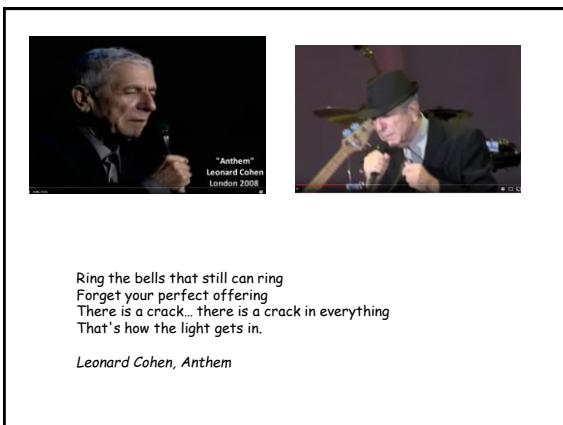 "Anthem"
Leonard Cohen
London 2008
Ring the bells that still can ring
Forget your perfect offering
There is a crack... there is a crack in everything
That's how the light gets in.
Leonard Cohen, Anthem